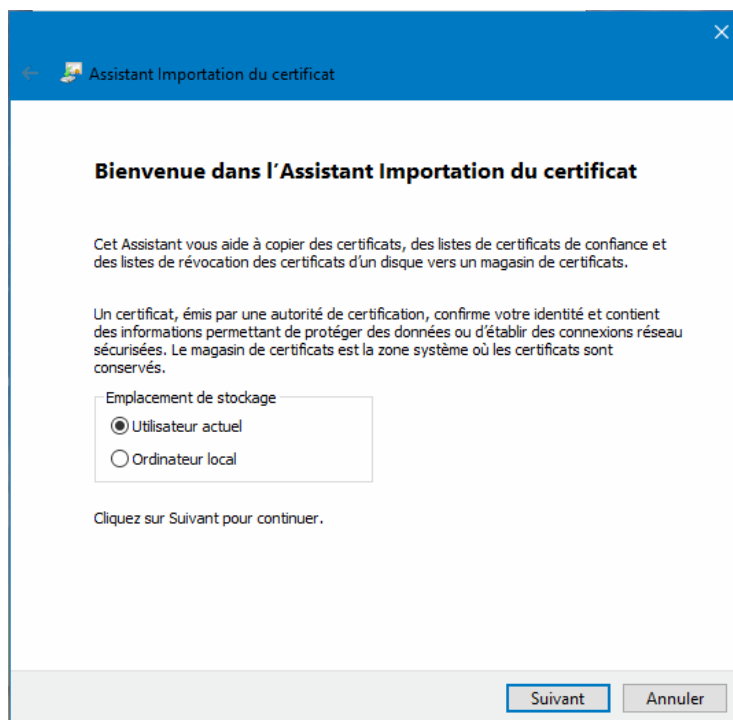 Assistant Importation du certificat
Bienvenue dans l'Assistant Importation du certificat
Cet Assistant vous aide à copier des certificats, des listes de certificats de confiance et
des listes de révocation des certificats d'un disque vers un magasin de certificats.
Un certificat, émis par une autorité de certification, confirme votre identité et contient
des informations permettant de protéger des données ou d'établir des connexions réseau
sécurisées. Le magasin de certificats est la zone système où les certificats sont
conservés.
Emplacement de stockage
Utilisateur actuel
Ordinateur local
Cliquez sur Suivant pour continuer.
Suivant Annuler